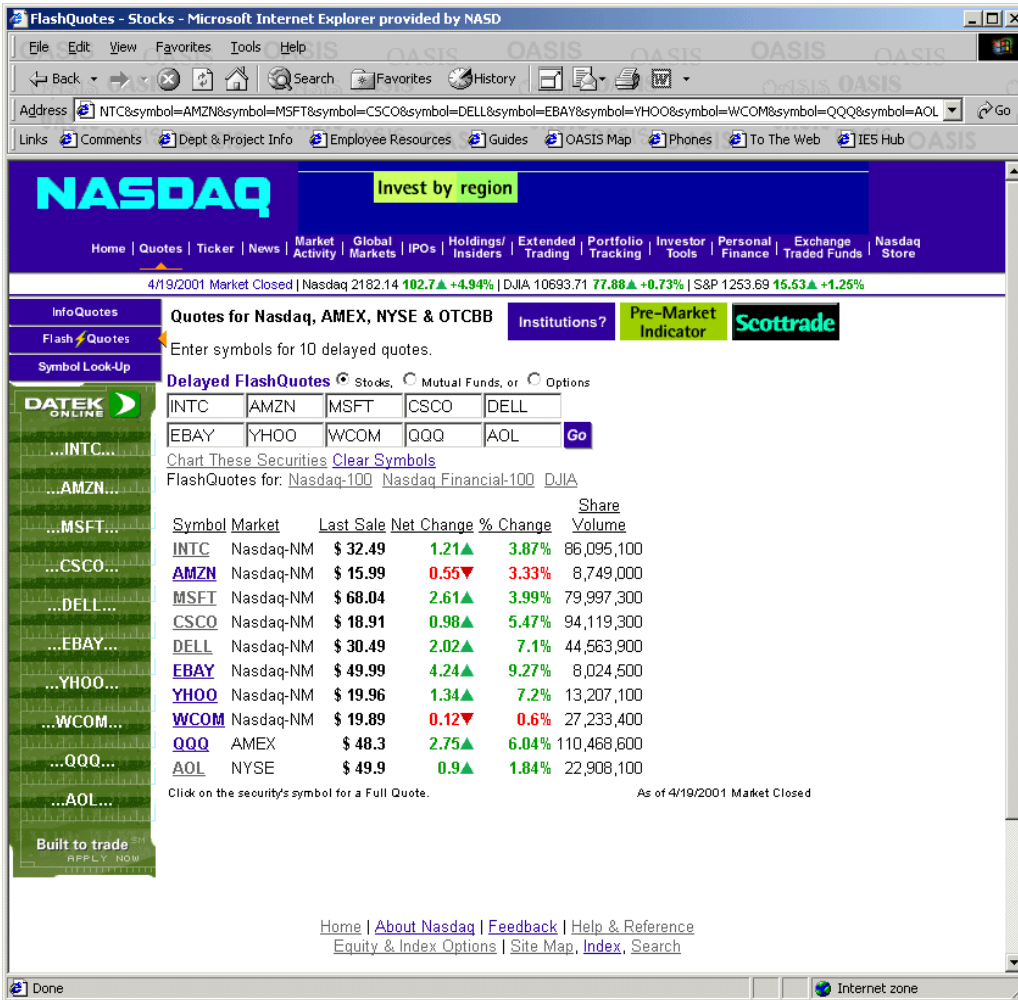 FlashQuotes - Stocks - Microsoft Internet Explorer provided by NASD
File Edit View Favorites Tools Help
OASIS OASIS OASIS OASIS OASIS OASIS
Back Search Favorites History
OASIS OASIS
Address NTC&symbol=AMZN&symbol=MSFT&symbol=CSCO&symbol=DELL&symbol=EBAY&symbol=YHOO&symbol=WCOM&symbol=QQQ&symbol=AOL Go
Links Comments Dept & Project Info Employee Resources Guides OASIS Map Phones To The Web IE5 Hub OASIS
NASDAQ
Invest by region
Home | Quotes | Ticker | News | Market Activity | Global Markets | IPOs | Holdings/ Insiders | Extended Trading | Portfolio Tracking | Investor Tools | Personal Finance | Exchange Traded Funds | Nasdaq Store
4/19/2001 Market Closed | Nasdaq 2182.14 102.7▲ +4.94% | DJIA 10693.71 77.88▲ +0.73% | S&P 1253.69 15.53▲ +1.25%
InfoQuotes
Flash Quotes
Symbol Look-Up
DATEK
ONLINE
...INTC...
...AMZN...
...MSFT...
...CSCO...
...DELL...
...EBAY...
...YHOO...
...WCOM...
...QQQ...
...AOL...
Built to trade SM
APPLY NOW
Quotes for Nasdaq, AMEX, NYSE & OTCBB
Institutions?
Pre-Market
Indicator
Scottrade
Enter symbols for 10 delayed quotes.
Delayed FlashQuotes Stocks, Mutual Funds, or Options
INTC AMZN MSFT CSCO DELL
EBAY YHOO WCOM QQQ AOL Go
Chart These Securities Clear Symbols
FlashQuotes for: Nasdaq-100 Nasdaq Financial-100 DJIA
Symbol Market Last Sale Net Change % Change Share Volume
INTC Nasdaq-NM $ 32.49 1.21▲ 3.87% 86,095,100
AMZN Nasdaq-NM $ 15.99 0.55▼ 3.33% 8,749,000
MSFT Nasdaq-NM $ 68.04 2.61▲ 3.99% 79,997,300
CSCO Nasdaq-NM $ 18.91 0.98▲ 5.47% 94,119,300
DELL Nasdaq-NM $ 30.49 2.02▲ 7.1% 44,563,900
EBAY Nasdaq-NM $ 49.99 4.24▲ 9.27% 8,024,500
YHOO Nasdaq-NM $ 19.96 1.34▲ 7.2% 13,207,100
WCOM Nasdaq-NM $ 19.89 0.12▼ 0.6% 27,233,400
QQQ AMEX $ 48.3 2.75▲ 6.04% 110,468,600
AOL NYSE $ 49.9 0.9▲ 1.84% 22,908,100
Click on the security's symbol for a Full Quote. As of 4/19/2001 Market Closed
Home | About Nasdaq | Feedback | Help & Reference
Equity & Index Options | Site Map, Index, Search
Done Internet zone